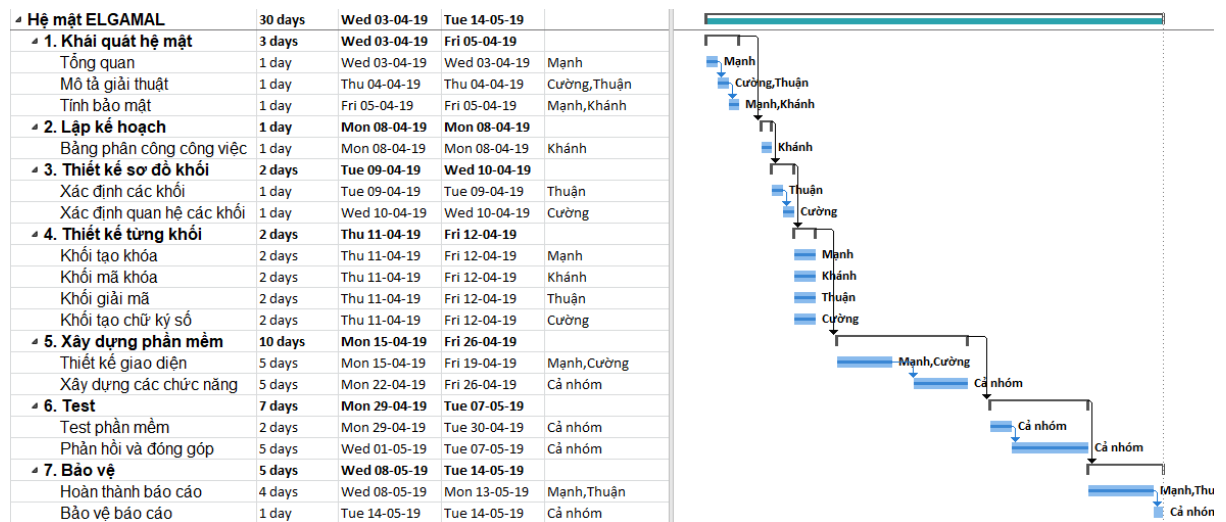 Hệ mật ELGAMAL 30 days Wed 03-04-19 Tue 14-05-19
1. Khái quát hệ mật 3 days Wed 03-04-19 Fri 05-04-19
Tổng quan 1 day Wed 03-04-19 Wed 03-04-19 Mạnh Mạnh
Mô tả giải thuật 1 day Thu 04-04-19 Thu 04-04-19 Cường,Thuận Cường,Thuận
Tính bảo mật 1 day Fri 05-04-19 Fri 05-04-19 Mạnh,Khánh Mạnh,Khánh
2. Lập kế hoạch 1 day Mon 08-04-19 Mon 08-04-19
Bảng phân công công việc 1 day Mon 08-04-19 Mon 08-04-19 Khánh Khánh
3. Thiết kế sơ đồ khối 2 days Tue 09-04-19 Wed 10-04-19
Xác định các khối 1 day Tue 09-04-19 Tue 09-04-19 Thuận Thuận
Xác định quan hệ các khối 1 day Wed 10-04-19 Wed 10-04-19 Cường Cường
4. Thiết kế từng khối 2 days Thu 11-04-19 Fri 12-04-19
Khối tạo khóa 2 days Thu 11-04-19 Fri 12-04-19 Mạnh Mạnh
Khối mã khóa 2 days Thu 11-04-19 Fri 12-04-19 Khánh Khánh
Khối giải mã 2 days Thu 11-04-19 Fri 12-04-19 Thuận Thuận
Khối tạo chữ ký số 2 days Thu 11-04-19 Fri 12-04-19 Cường Cường
5. Xây dựng phần mềm 10 days Mon 15-04-19 Fri 26-04-19
Thiết kế giao diện 5 days Mon 15-04-19 Fri 19-04-19 Mạnh,Cường Mạnh,Cường
Xây dựng các chức năng 5 days Mon 22-04-19 Fri 26-04-19 Cả nhóm Cả nhóm
6. Test 7 days Mon 29-04-19 Tue 07-05-19
Test phần mềm 2 days Mon 29-04-19 Tue 30-04-19 Cả nhóm Cả nhóm
Phản hồi và đóng góp 5 days Wed 01-05-19 Tue 07-05-19 Cả nhóm Cả nhóm
7. Bảo vệ 5 days Wed 08-05-19 Tue 14-05-19
Hoàn thành báo cáo 4 days Wed 08-05-19 Mon 13-05-19 Mạnh,Thuận Mạnh,Thu
Bảo vệ báo cáo 1 day Tue 14-05-19 Tue 14-05-19 Cả nhóm Cả nhóm